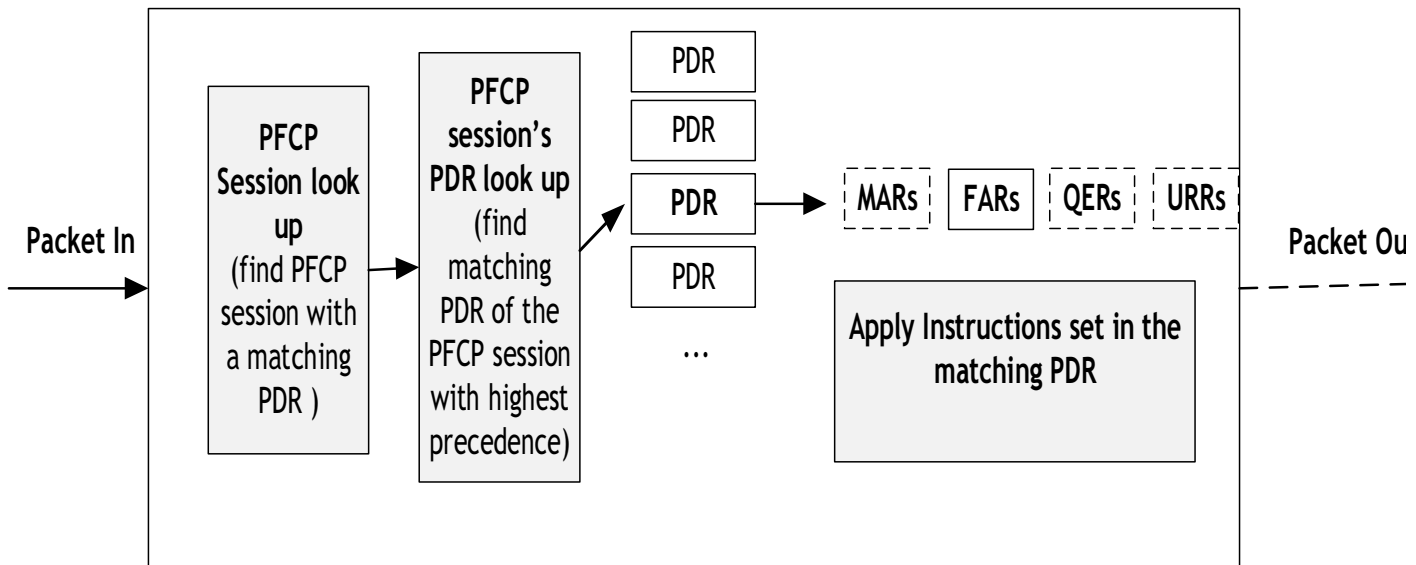 Packet In
PFCP
Session look
up
(find PFCP
session with
a matching
PDR )
PFCP
session’s
PDR look up
(find
matching
PDR of the
PFCP session
with highest
precedence)
PDR
PDR
PDR
PDR
...
MARs
FARs
QERs
URRs
Apply Instructions set in the
matching PDR
Packet Ou